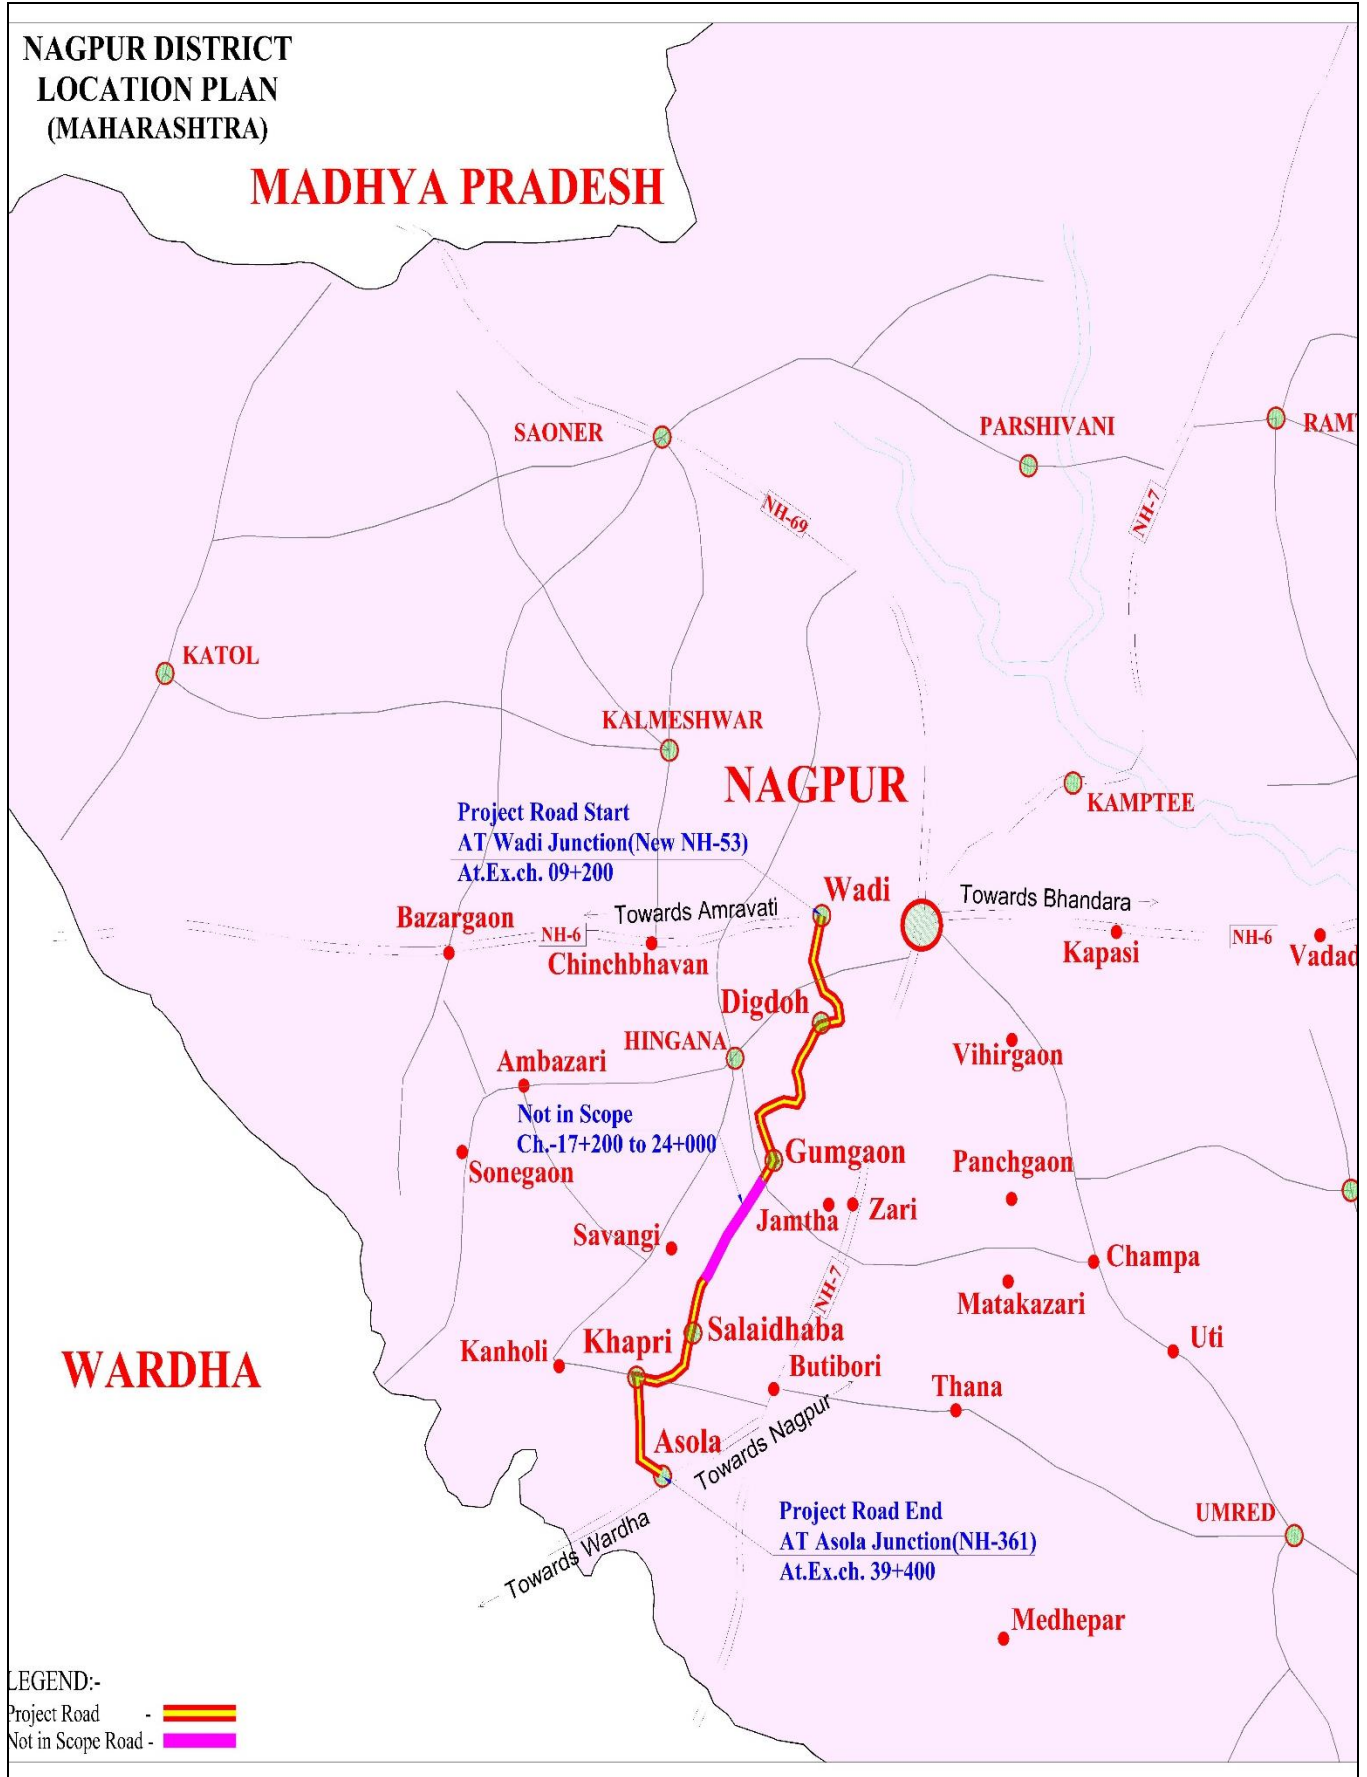 NAGPUR DISTRICT
LOCATION PLAN
(MAHARASHTRA)
MADHYA PRADESH
SAONER
PARSHIVANI
RAMT
NH-69
NH-7
KATOL
KALMESHWAR
NAGPUR
KAMPTEE
Project Road Start
AT Wadi Junction(New NH-53)
At.Ex.ch. 09+200
Wadi
Towards Bhandara
Towards Amravati
Bazargaon
NH-6
Chinchbhavan
Kapasi
NH-6
Vadad
Digdoh
HINGANA
Vihirgaon
Ambazari
Not in Scope
Ch.-17+200 to 24+000
Gumgaon
Panchgaon
Sonegaon
Jamtha
Zari
Savangi
Champa
NH-7
Matakazari
Salaidhaba
Khapri
Kanholi
Uti
WARDHA
Butibori
Thana
Asola
Towards Nagpur
Project Road End
AT Asola Junction(NH-361)
At.Ex.ch. 39+400
UMRED
Towards Wardha
Medhepar
LEGEND:-
Project Road -
Not in Scope Road -